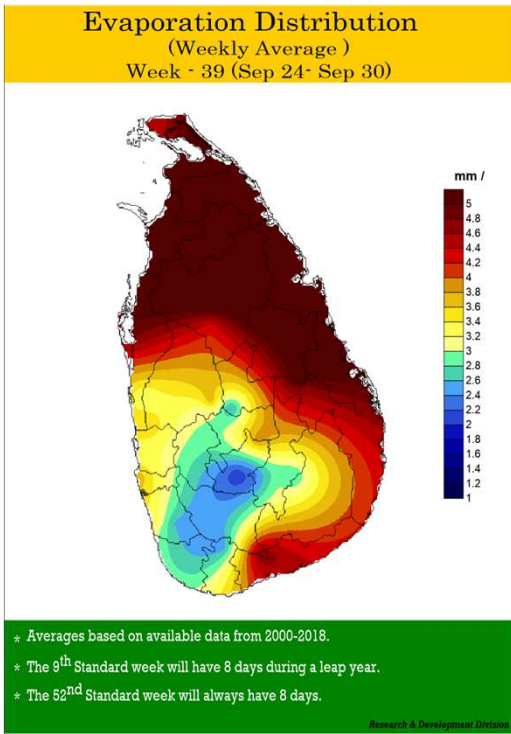 Evaporation Distribution
(Weekly Average )
Week - 39 (Sep 24- Sep 30)
mm /
5
4.8
4.6
4.4
4.2
4
3.8
3.6
3.4
3.2
3
2.8
2.6
2.4
2.2
2
1.8
1.6
1.4
1.2
1
* Averages based on available data from 2000-2018.
* The 9th Standard week will have 8 days during a leap year.
* The 52nd Standard week will always have 8 days.
Research & Development Division